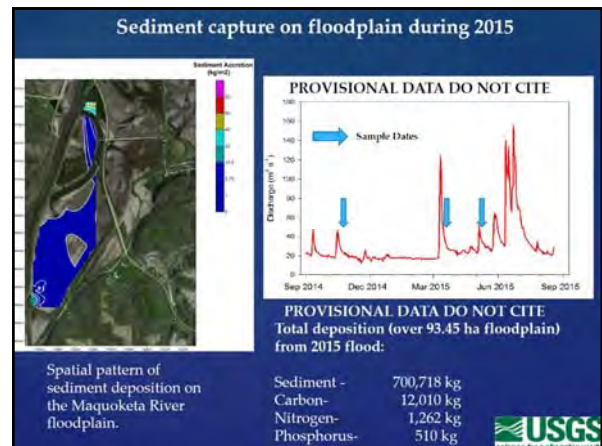 Sediment capture on floodplain during 2015
Sediment Accretion
(kg/m2)
PROVISIONAL DATA DO NOT CITE
180
160
140
120
100
80
60
40
20
0
Discharge (m³ s⁻¹)
Sample Dates
Sep 2014
Dec 2014
Mar 2015
Jun 2015
Sep 2015
PROVISIONAL DATA DO NOT CITE
Total deposition (over 93.45 ha floodplain)
from 2015 flood:
Spatial pattern of
sediment deposition on
the Maquoketa River
floodplain.
Sediment - 700,718 kg
Carbon- 12,010 kg
Nitrogen- 1,262 kg
Phosphorus- 510 kg
USGS